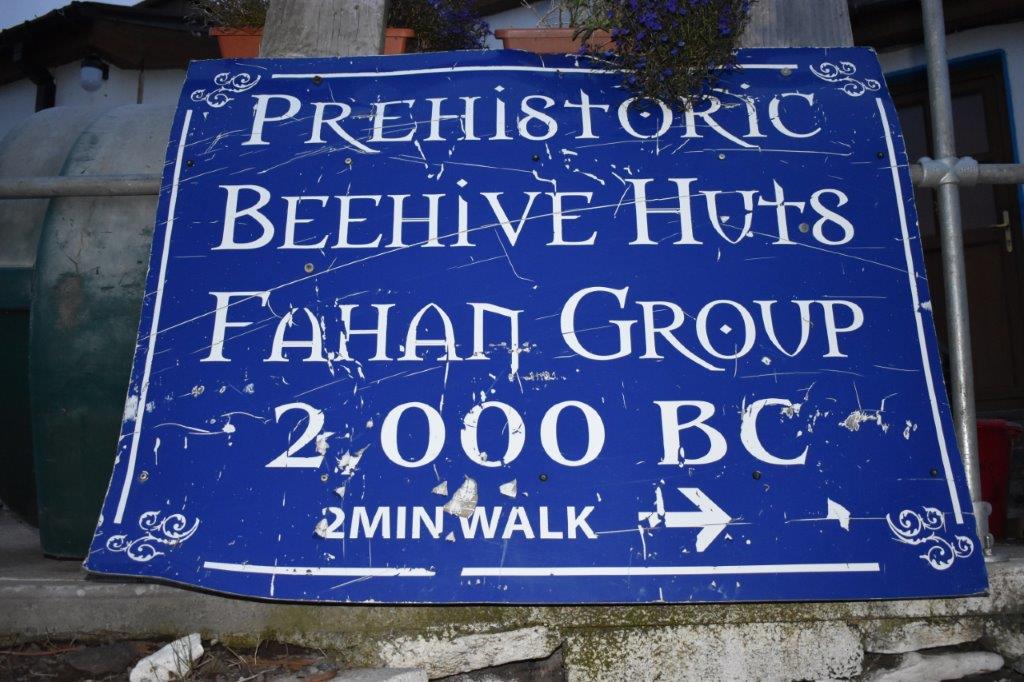 PREHISTORIC
BEEHIVE HUTS
FAHAN GROUP
2,000 BC
2MIN WALK